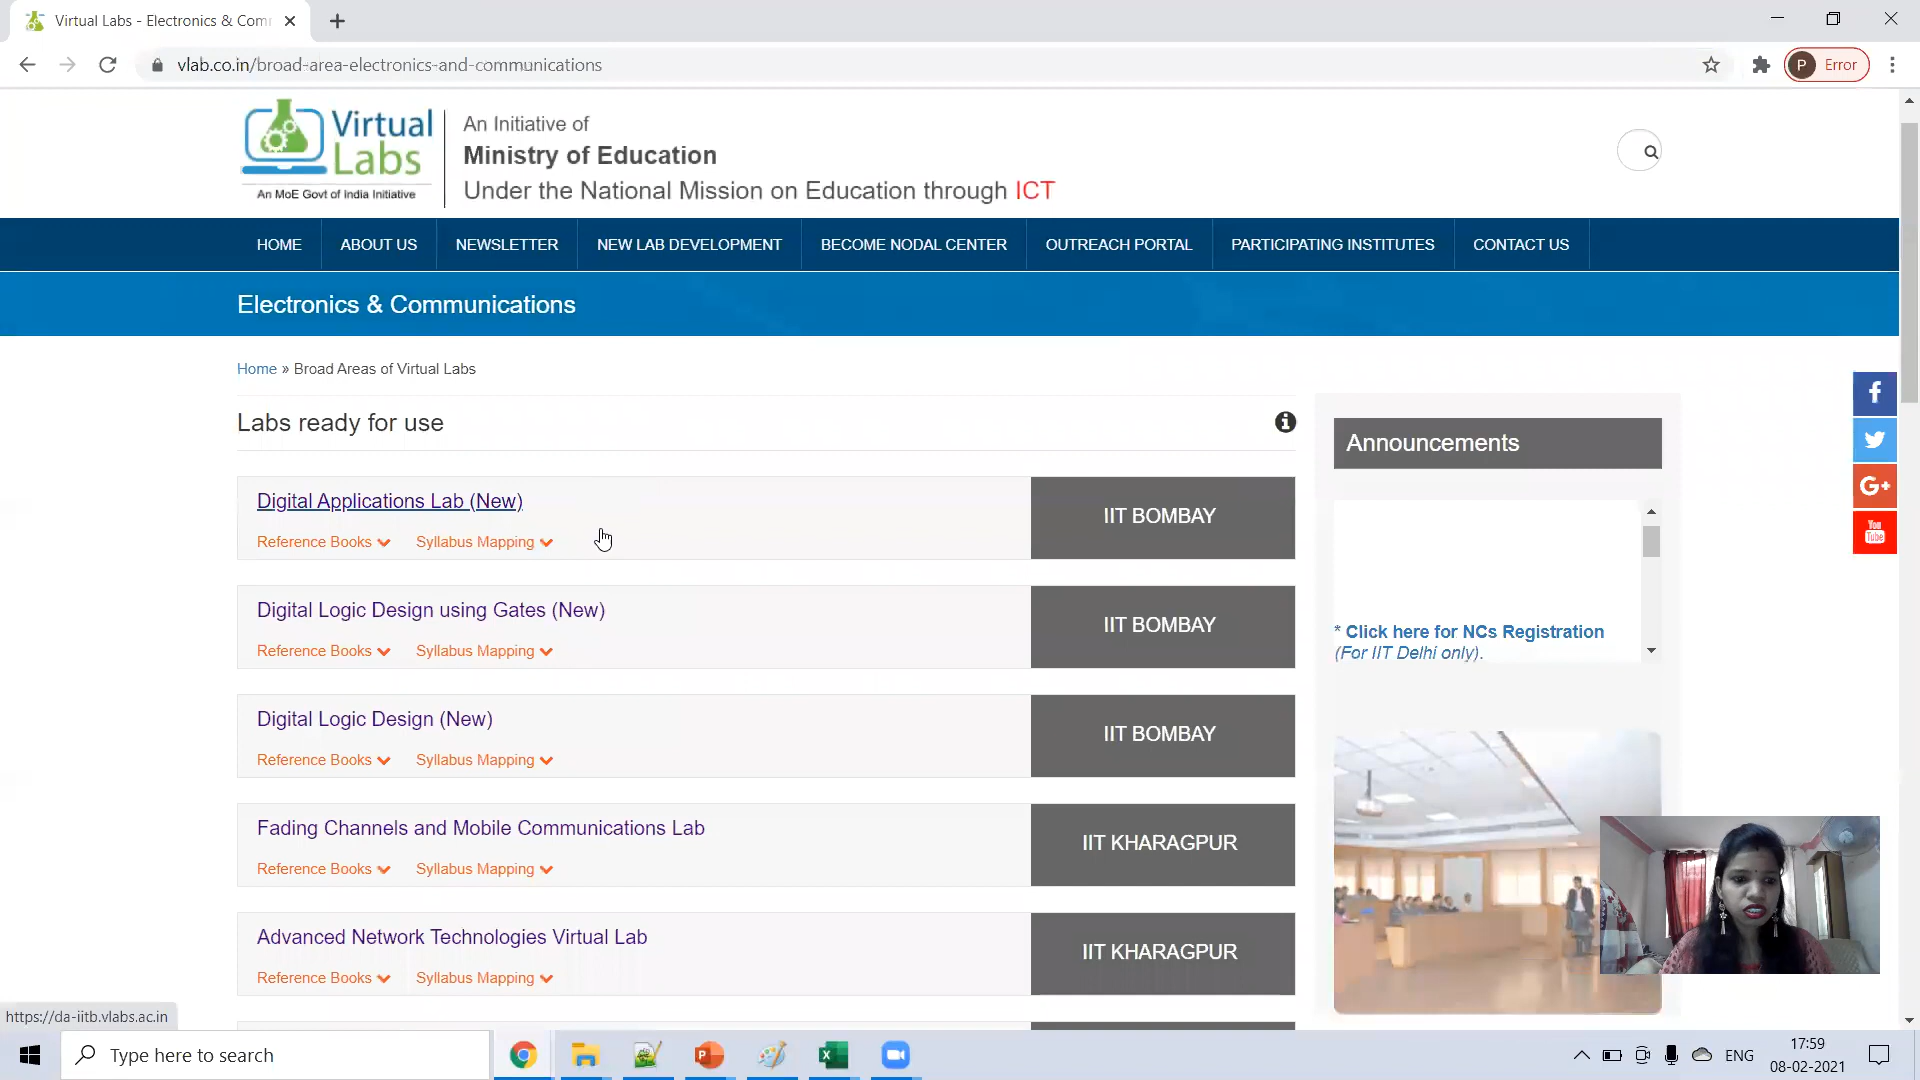 Virtual Labs - Electronics & Com
vlab.co.in/broad-area-electronics-and-communications
P Error
Virtual
Labs
An MoE Govt of India Initiative
An Initiative of
Ministry of Education
Under the National Mission on Education through ICT
HOME ABOUT US NEWSLETTER NEW LAB DEVELOPMENT BECOME NODAL CENTER OUTREACH PORTAL PARTICIPATING INSTITUTES CONTACT US
Electronics & Communications
Home » Broad Areas of Virtual Labs
Labs ready for use
Digital Applications Lab (New)
Reference Books Syllabus Mapping
IIT BOMBAY
Digital Logic Design using Gates (New)
Reference Books Syllabus Mapping
IIT BOMBAY
Digital Logic Design (New)
Reference Books Syllabus Mapping
IIT BOMBAY
Fading Channels and Mobile Communications Lab
Reference Books Syllabus Mapping
IIT KHARAGPUR
Advanced Network Technologies Virtual Lab
Reference Books Syllabus Mapping
IIT KHARAGPUR
Announcements
* Click here for NCs Registration
(For IIT Delhi only).
f
G+
You
Tube
https://da-iitb.vlabs.ac.in
Type here to search
P
X
ENG
17:59
08-02-2021